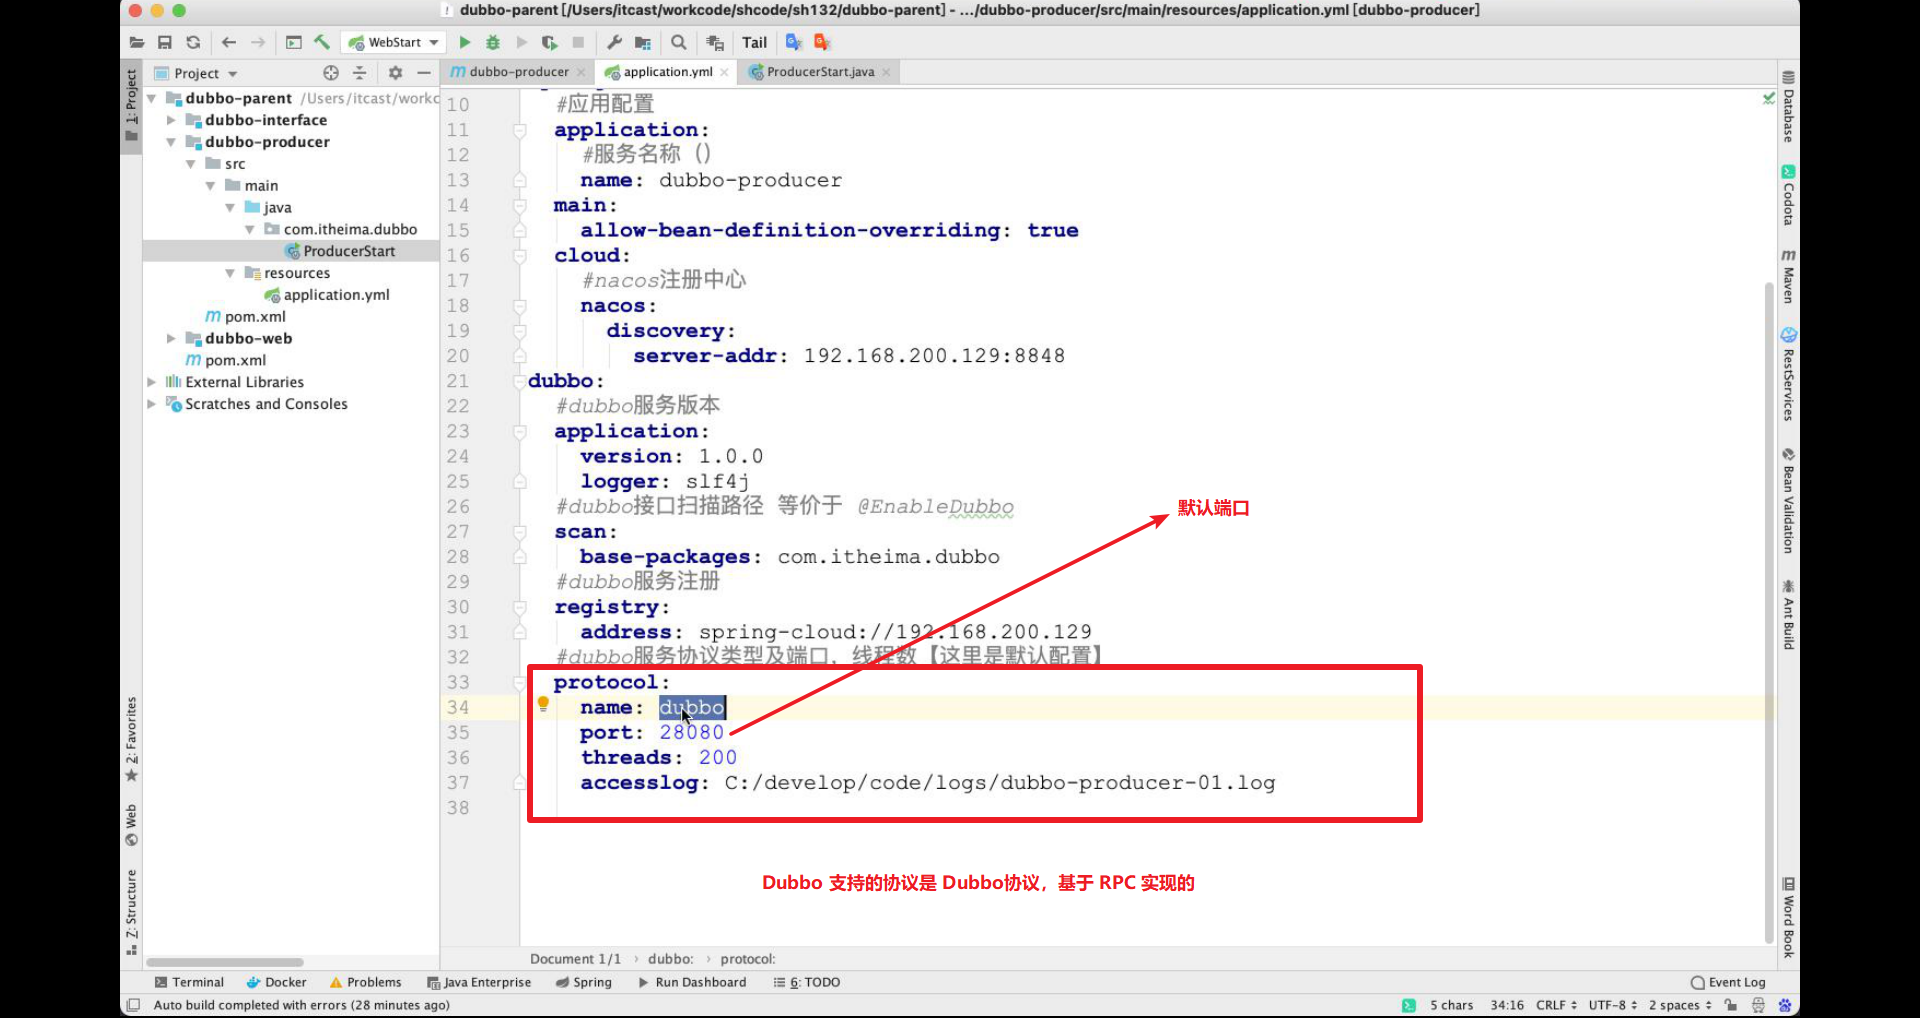 dubbo-parent [/Users/itcast/workcode/shcode/sh132/dubbo-parent] - .../dubbo-producer/src/main/resources/application.yml [dubbo-producer]
WebStart
Tail
Project
dubbo-producer
application.yml
ProducerStart.java
1: Project
dubbo-parent /Users/itcast/workc
dubbo-interface
dubbo-producer
src
main
java
com.itheima.dubbo
ProducerStart
resources
application.yml
pom.xml
dubbo-web
pom.xml
External Libraries
Scratches and Consoles
10 #应用配置
11 application:
12 #服务名称（）
13 name: dubbo-producer
14 main:
15 allow-bean-definition-overriding: true
16 cloud:
17 #nacos注册中心
18 nacos:
19 discovery:
20 server-addr: 192.168.200.129:8848
21 dubbo:
22 #dubbo服务版本
23 application:
24 version: 1.0.0
25 logger: slf4j
26 #dubbo接口扫描路径 等价于 @EnableDubbo
27 scan:
28 base-packages: com.itheima.dubbo
29 #dubbo服务注册
30 registry:
31 address: spring-cloud://192.168.200.129
32 #dubbo服务协议类型及端口，线程数【这里是默认配置】
33 protocol:
34 name: dubbo
35 port: 28080
36 threads: 200
37 accesslog: C:/develop/code/logs/dubbo-producer-01.log
38
默认端口
Dubbo 支持的协议是 Dubbo协议，基于 RPC 实现的
Database
Codota
Maven
RestServices
Bean Validation
Ant Build
Word Book
2: Favorites
Web
Z: Structure
Document 1/1 › dubbo: › protocol:
Terminal
Docker
Problems
Java Enterprise
Spring
Run Dashboard
6: TODO
Event Log
Auto build completed with errors (28 minutes ago)
5 chars
34:16
CRLF
UTF-8
2 spaces